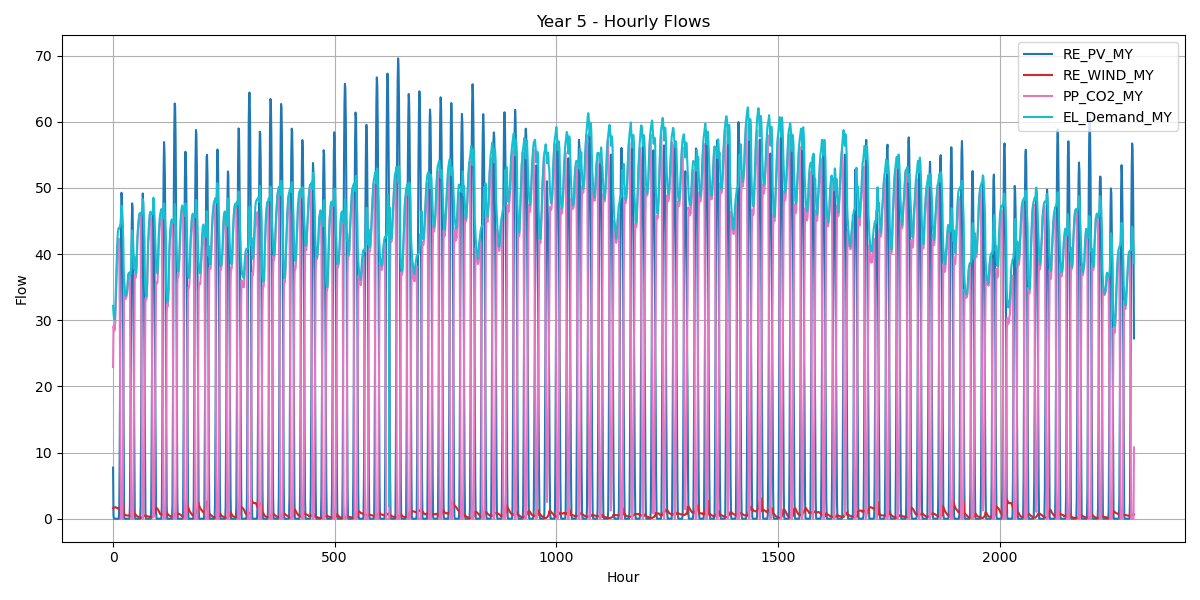 Year 5 - Hourly Flows
RE_PV_MY
RE_WIND_MY
PP_CO2_MY
EL_Demand_MY
Flow
70
60
50
40
30
20
10
0
0 500 1000 1500 2000
Hour